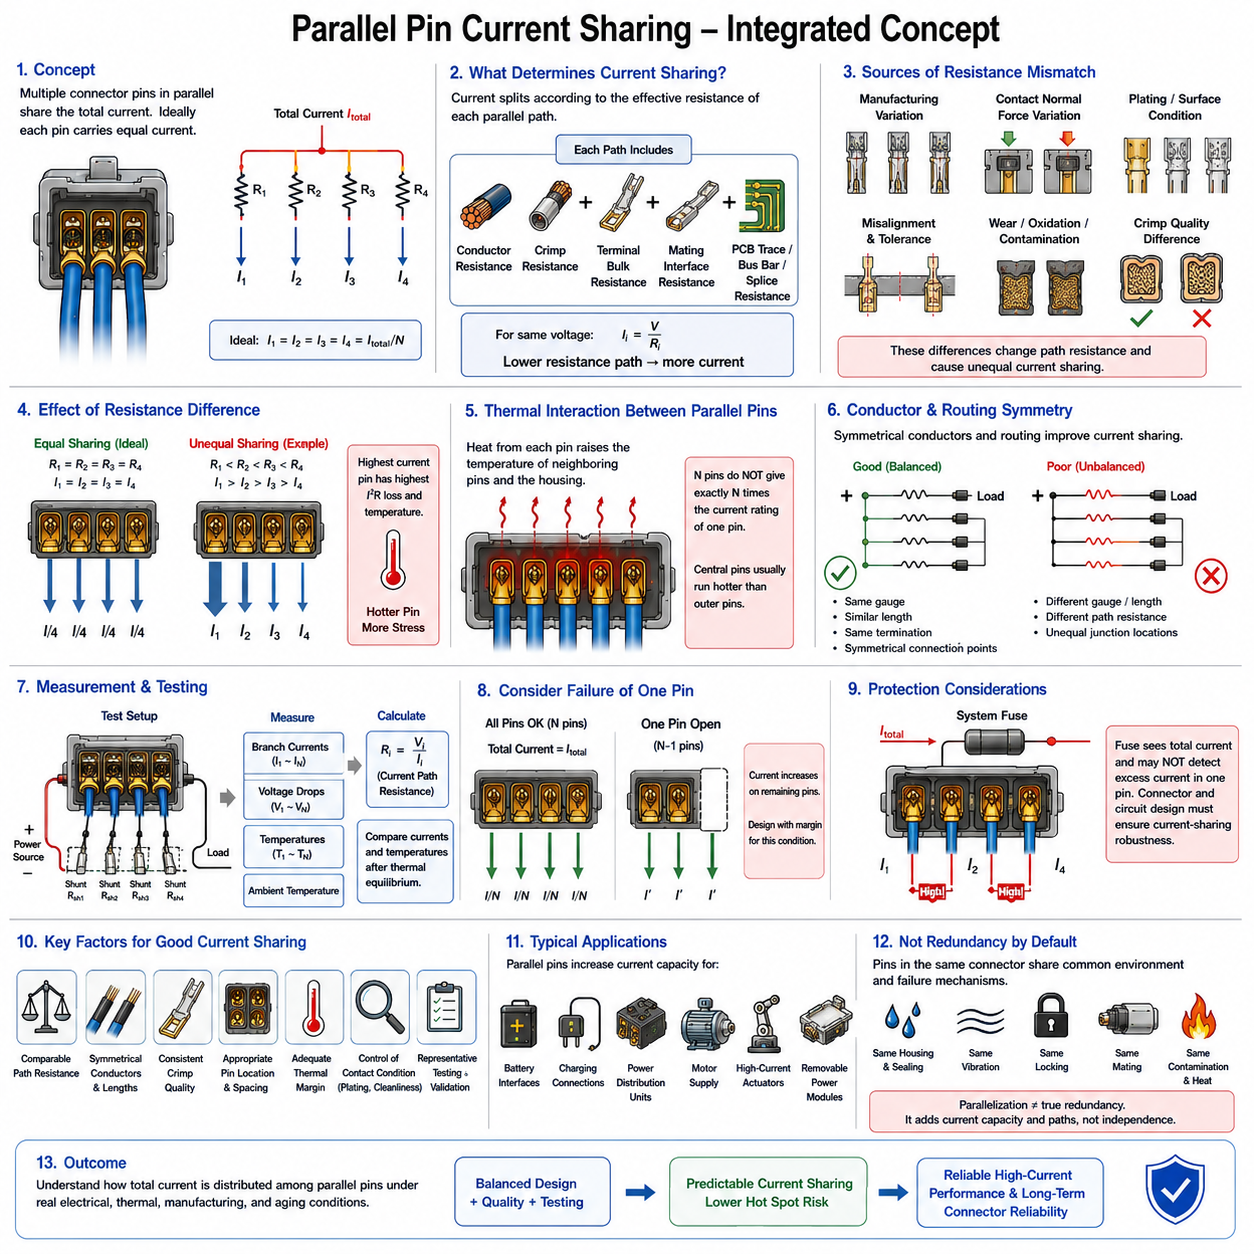 Parallel Pin Current Sharing – Integrated Concept
1. Concept
Multiple connector pins in parallel
share the total current. Ideally
each pin carries equal current.
Total Current Itotal
R1
R2
R3
R4
I1
I2
I3
I4
Ideal: I1 = I2 = I3 = I4 = Itotal/N
2. What Determines Current Sharing?
Current splits according to the effective resistance of
each parallel path.
Each Path Includes
+
+
+
+
Conductor
Resistance
Crimp
Resistance
Terminal
Bulk
Resistance
Mating
Interface
Resistance
PCB Trace /
Bus Bar /
Splice
Resistance
For same voltage: Ii = V/Ri
Lower resistance path → more current
3. Sources of Resistance Mismatch
Manufacturing
Variation
Contact Normal
Force Variation
Plating / Surface
Condition
Misalignment
& Tolerance
Wear / Oxidation /
Contamination
Crimp Quality
Difference
These differences change path resistance and
cause unequal current sharing.
4. Effect of Resistance Difference
Equal Sharing (Ideal)
R1 = R2 = R3 = R4
I1 = I2 = I3 = I4
I/4 I/4 I/4 I/4
Unequal Sharing (Exmple)
R1 < R2 < R3 < R4
I1 > I2 > I3 > I4
I1 I2 I3 I4
Highest current
pin has highest
I²R loss and
temperature.
Hotter Pin
More Stress
5. Thermal Interaction Between Parallel Pins
Heat from each pin raises the
temperature of neighboring
pins and the housing.
N pins do NOT give
exactly N times
the current rating
of one pin.
Central pins usually
run hotter than
outer pins.
6. Conductor & Routing Symmetry
Symmetrical conductors and routing improve current sharing.
Good (Balanced)
+
Load
• Same gauge
• Similar length
• Same termination
• Symmetrical connection points
Poor (Unbalanced)
+
Load
• Different gauge / length
• Different path resistance
• Unequal junction locations
7. Measurement & Testing
Test Setup
+
Power
Source
−
Load
Shunt
Rsh1
Shunt
Rsh2
Shunt
Rsh3
Shunt
Rsh4
Measure
Branch Currents
(I1 ~ IN)
Voltage Drops
(V1 ~ VN)
Temperatures
(T1 ~ TN)
Ambient Temperature
Calculate
Ri = Vi/Ii
(Current Path
Resistance)
Compare currents
and temperatures
after thermal
equilibrium.
8. Consider Failure of One Pin
All Pins OK (N pins)
Total Current = Itotal
I/N I/N I/N I/N
One Pin Open
(N−1 pins)
I' I' I'
Current increases
on remaining pins.
Design with margin
for this condition.
9. Protection Considerations
System Fuse
Itotal
I1
I2
I4
High!
High!
Fuse sees total current
and may NOT detect
excess current in one
pin. Connector and
circuit design must
ensure current-sharing
robustness.
10. Key Factors for Good Current Sharing
Comparable
Path Resistance
Symmetrical
Conductors
& Lengths
Consistent
Crimp
Quality
Appropriate
Pin Location
& Spacing
Adequate
Thermal
Margin
Control of
Contact Condition
(Plating, Cleanliness)
Representative
Testing &
Validation
11. Typical Applications
Parallel pins increase current capacity for:
Battery
Interfaces
Charging
Connections
Power
Distribution
Units
Motor
Supply
High-Current
Actuators
Removable
Power
Modules
12. Not Redundancy by Default
Pins in the same connector share common environment
and failure mechanisms.
Same Housing
& Sealing
Same
Vibration
Same
Locking
Same
Mating
Same
Contamination
& Heat
Parallelization ≠ true redundancy.
It adds current capacity and paths, not independence.
13. Outcome
Understand how total current is distributed among parallel pins under
real electrical, thermal, manufacturing, and aging conditions.
Balanced Design
+ Quality + Testing
Predictable Current Sharing
Lower Hot Spot Risk
Reliable High-Current
Performance & Long-Term
Connector Reliability